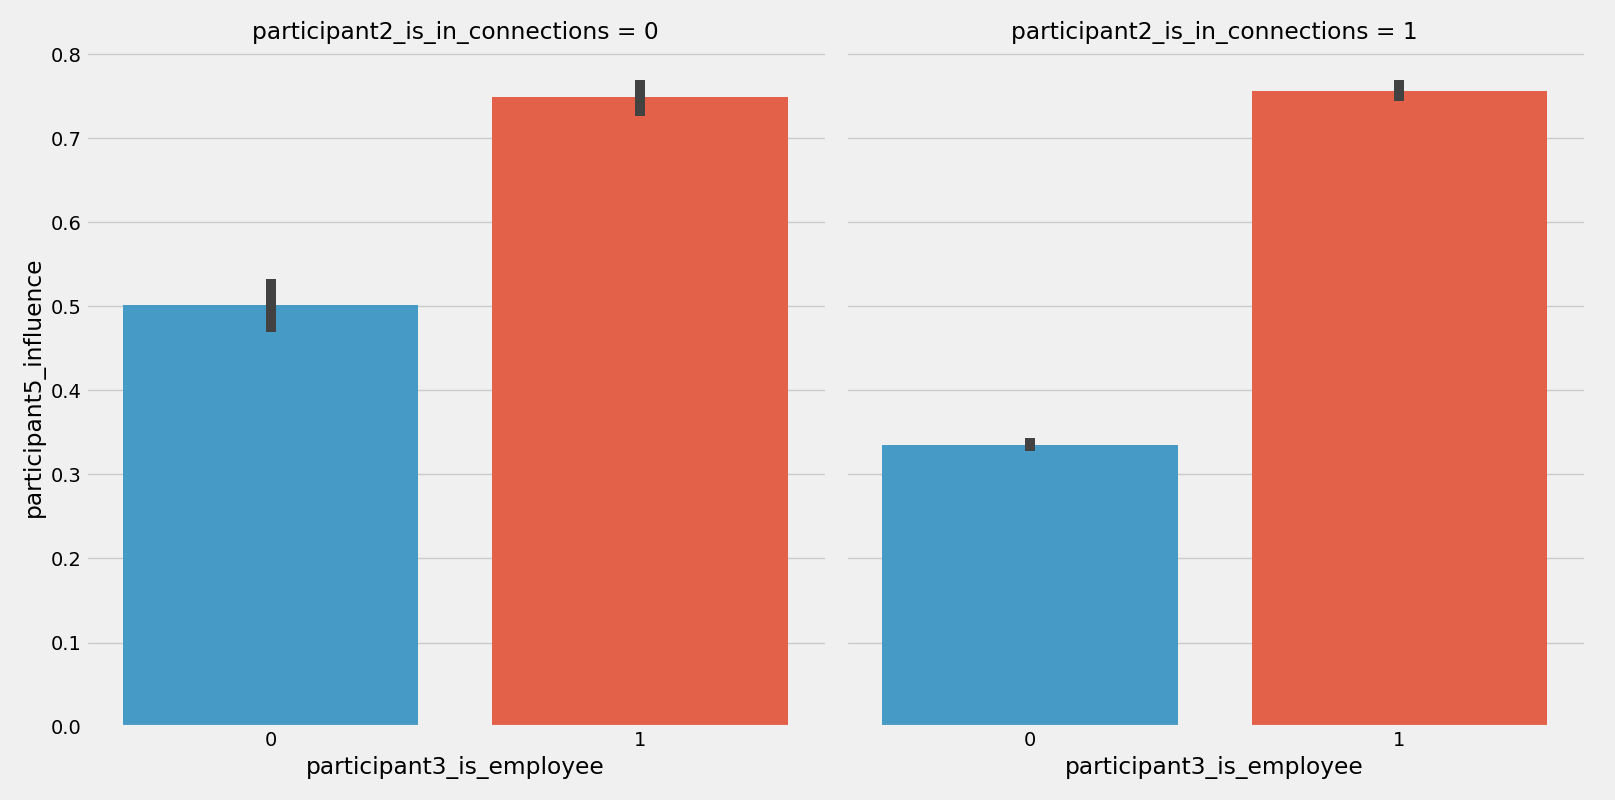 participant2_is_in_connections = 0
participant2_is_in_connections = 1
participant5_influence
0.8
0.7
0.6
0.5
0.4
0.3
0.2
0.1
0.0
0 1
participant3_is_employee
0 1
participant3_is_employee